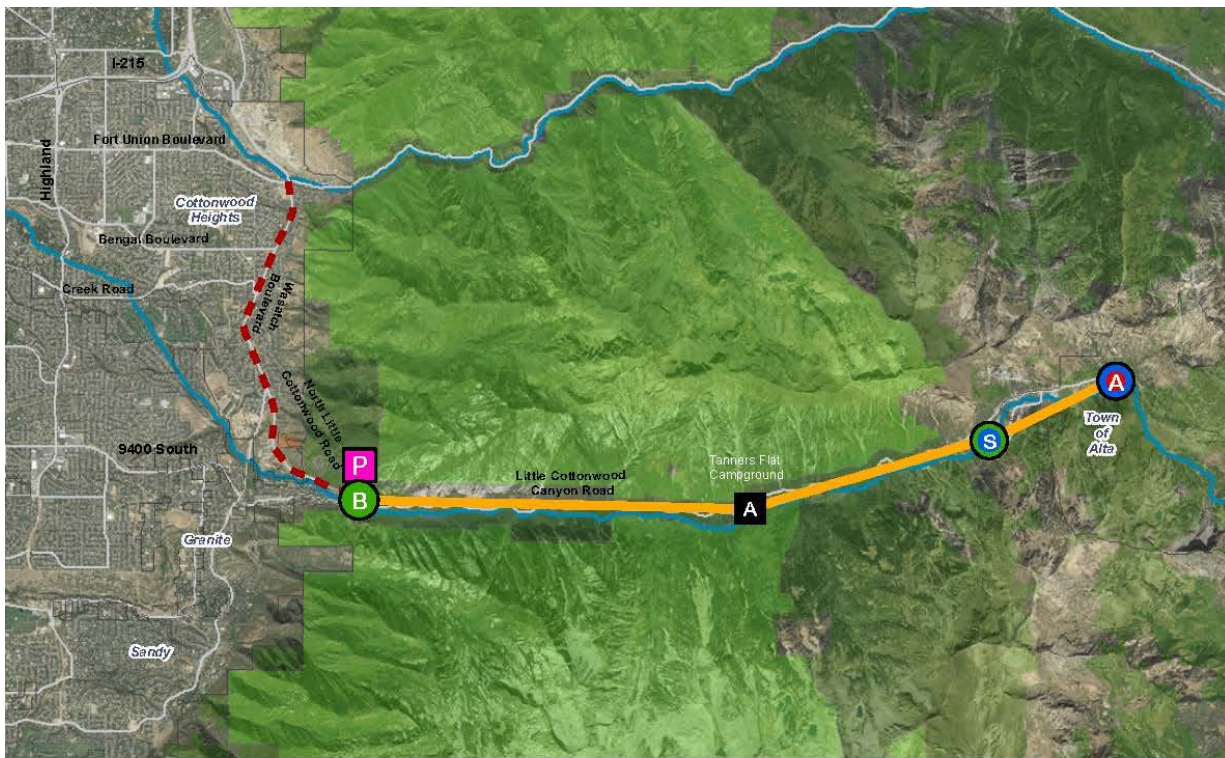 I-215
Fort Union Boulevard
Highland
Cottonwood
Heights
Bengal Boulevard
Creek Road
Wasatch
Boulevard
North Little
Cottonwood Road
9400 South
P
B
Little Cottonwood
Canyon Road
Tanners Flat
Campground
A
S
A
Town
of
Alta
Granite
Sandy